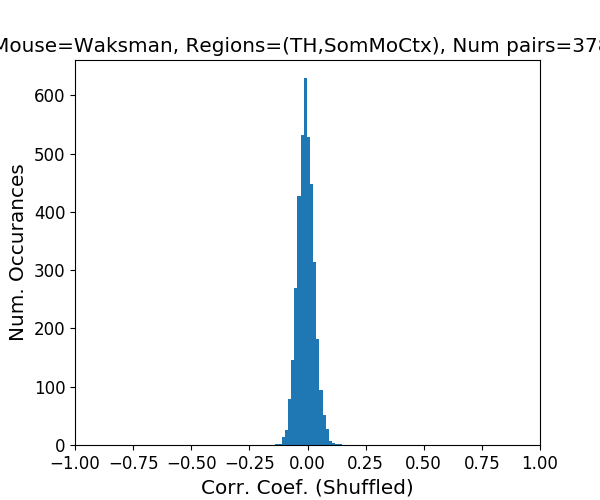 Mouse=Waksman, Regions=(TH,SomMoCtx), Num pairs=378
600
500
400
300
200
100
0
Num. Occurances
−1.00 −0.75 −0.50 −0.25 0.00 0.25 0.50 0.75 1.00
Corr. Coef. (Shuffled)